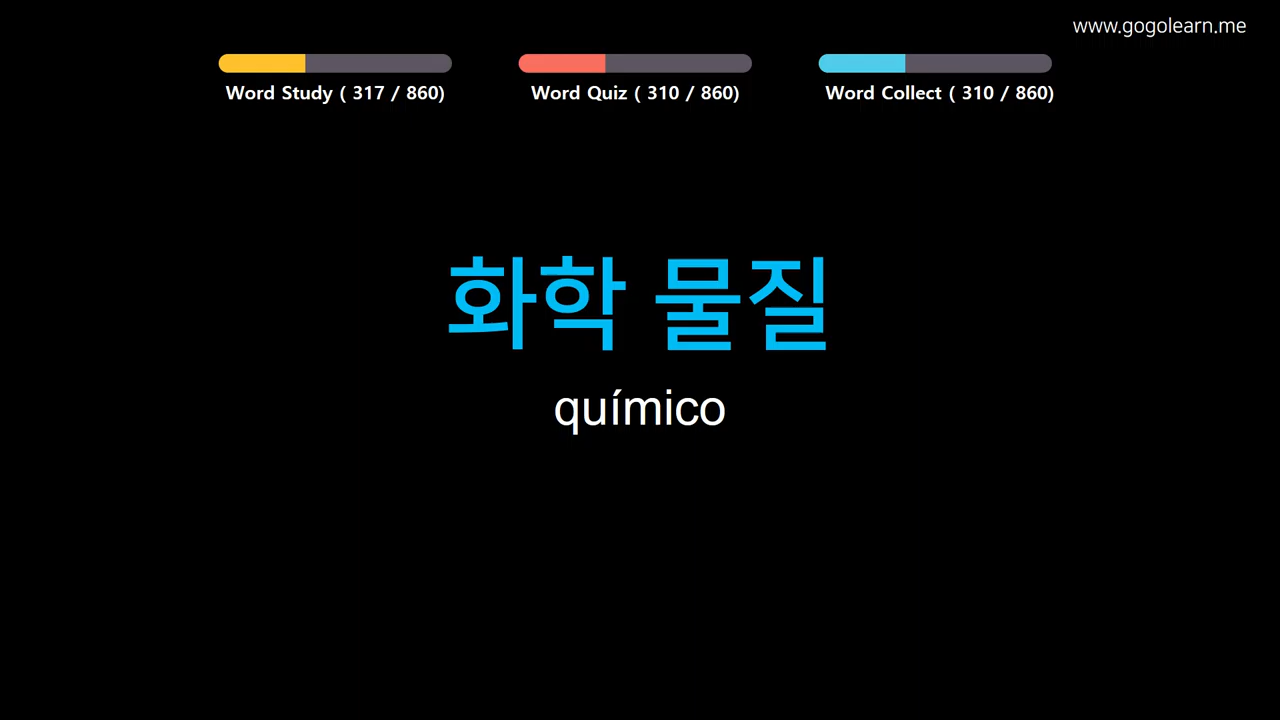 www.gogolearn.me
Word Study ( 317 / 860)
Word Quiz ( 310 / 860)
Word Collect ( 310 / 860)
화학 물질
químico